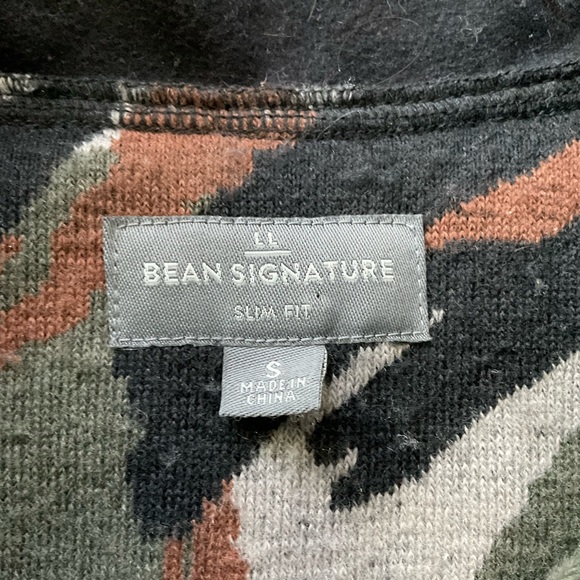 LL
BEAN SIGNATURE
SLIM FIT
S
MADE IN
CHINA